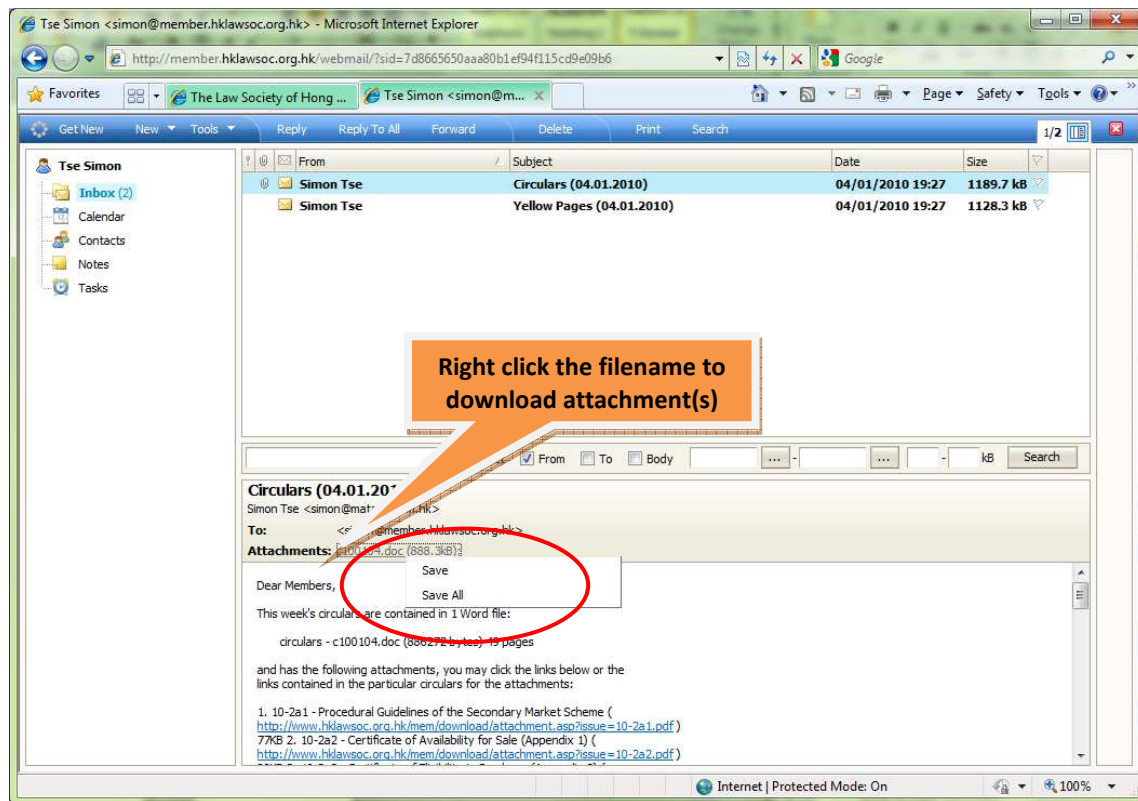 Tse Simon <simon@member.hklawsoc.org.hk> - Microsoft Internet Explorer
http://member.hklawsoc.org.hk/webmail/?sid=7d8665650aaa80b1ef94f115cd9e09b6
Google
Favorites
The Law Society of Hong ...
Tse Simon <simon@m...
Page
Safety
Tools
Get New
New
Tools
Reply
Reply To All
Forward
Delete
Print
Search
1/2
Tse Simon
Inbox (2)
Calendar
Contacts
Notes
Tasks
From
Subject
Date
Size
Simon Tse Circulars (04.01.2010) 04/01/2010 19:27 1189.7 kB
Simon Tse Yellow Pages (04.01.2010) 04/01/2010 19:27 1128.3 kB
Right click the filename to
download attachment(s)
From
To
Body
...
-
...
-
kB
Search
Circulars (04.01.20
Simon Tse
To:
Attachments: c100104.doc (888.3kB);
Save
Save All
Dear Members,
This week's circulars are contained in 1 Word file:
circulars - c100104.doc (886272 bytes) 49 pages
and has the following attachments, you may click the links below or the
links contained in the particular circulars for the attachments:
1. 10-2a1 - Procedural Guidelines of the Secondary Market Scheme (
http://www.hklawsoc.org.hk/mem/download/attachment.asp?issue=10-2a1.pdf )
77KB 2. 10-2a2 - Certificate of Availability for Sale (Appendix 1) (
http://www.hklawsoc.org.hk/mem/download/attachment.asp?issue=10-2a2.pdf )
Internet | Protected Mode: On
100%